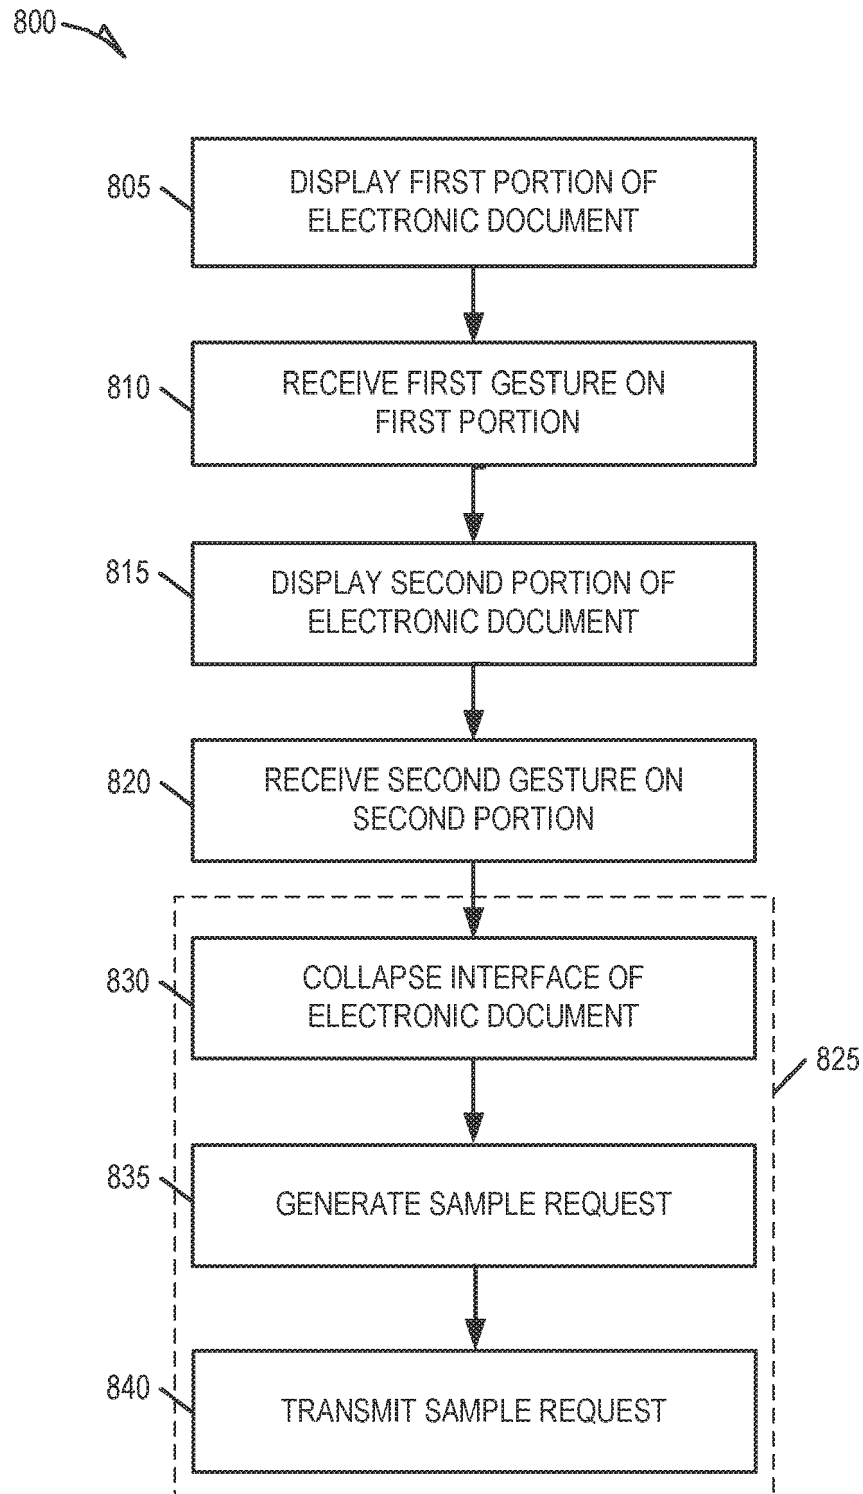 800
805
DISPLAY FIRST PORTION OF
ELECTRONIC DOCUMENT
810
RECEIVE FIRST GESTURE ON
FIRST PORTION
815
DISPLAY SECOND PORTION OF
ELECTRONIC DOCUMENT
820
RECEIVE SECOND GESTURE ON
SECOND PORTION
830
COLLAPSE INTERFACE OF
ELECTRONIC DOCUMENT
825
835
GENERATE SAMPLE REQUEST
840
TRANSMIT SAMPLE REQUEST